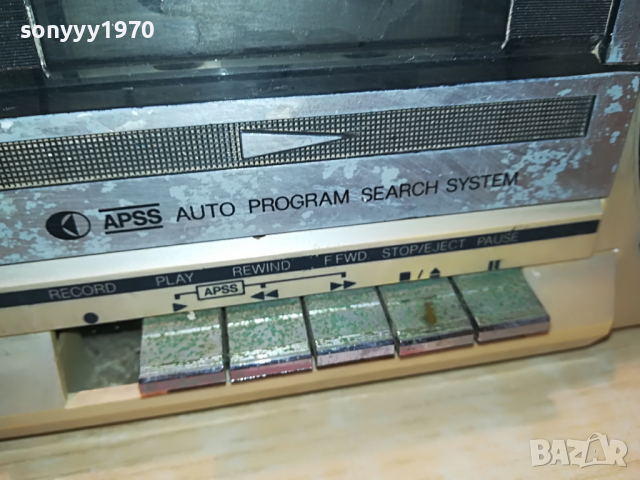 sonyyy1970
APSS AUTO PROGRAM SEARCH SYSTEM
RECORD PLAY REWIND F FWD STOP/EJECT PAUSE
APSS
BAZAR